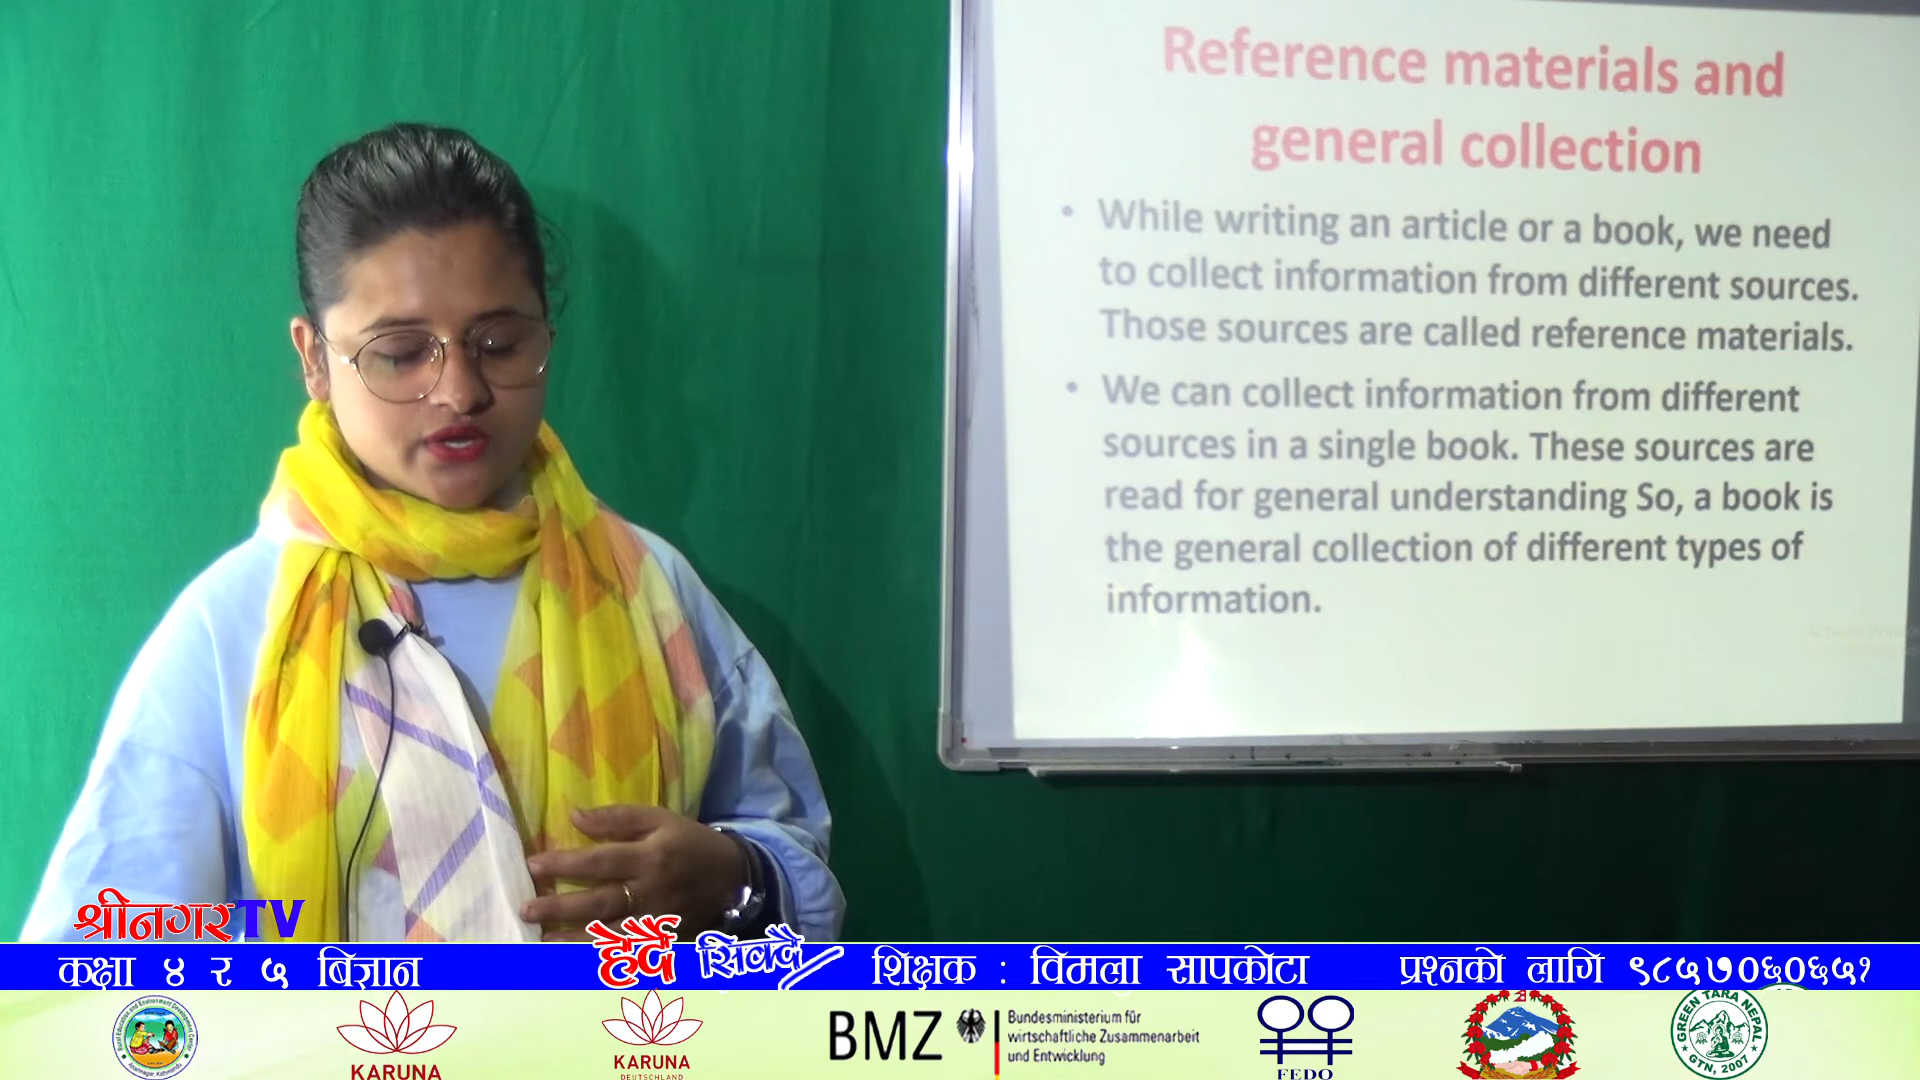 Reference materials and
general collection
• While writing an article or a book, we need
to collect information from different sources.
Those sources are called reference materials.
• We can collect information from different
sources in a single book. These sources are
read for general understanding So, a book is
the general collection of different types of
information.
श्रीनगरTV
कक्षा ४ र ५ बिज्ञान
हेर्दै सिक्दै
शिक्षक : विमला सापकोटा
प्रश्नको लागि ९८५७०६०६५१
KARUNA
KARUNA
DEUTSCHLAND
BMZ
Bundesministerium für
wirtschaftliche Zusammenarbeit
und Entwicklung
FEDO
GREEN TARA NEPAL
GTN, 2007